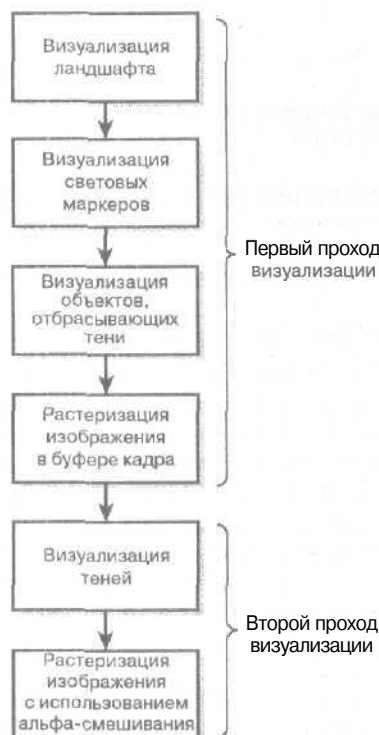 Визуализация
ландшафта
Визуализация
световых
маркеров
Визуализация
объектов,
отбрасывающих
тени
Растеризация
изображения
в буфере кадра
Первый проход
визуализации
Визуализация
теней
Растеризация
изображения
с использованием
альфа-смешивания
Второй проход
визуализации